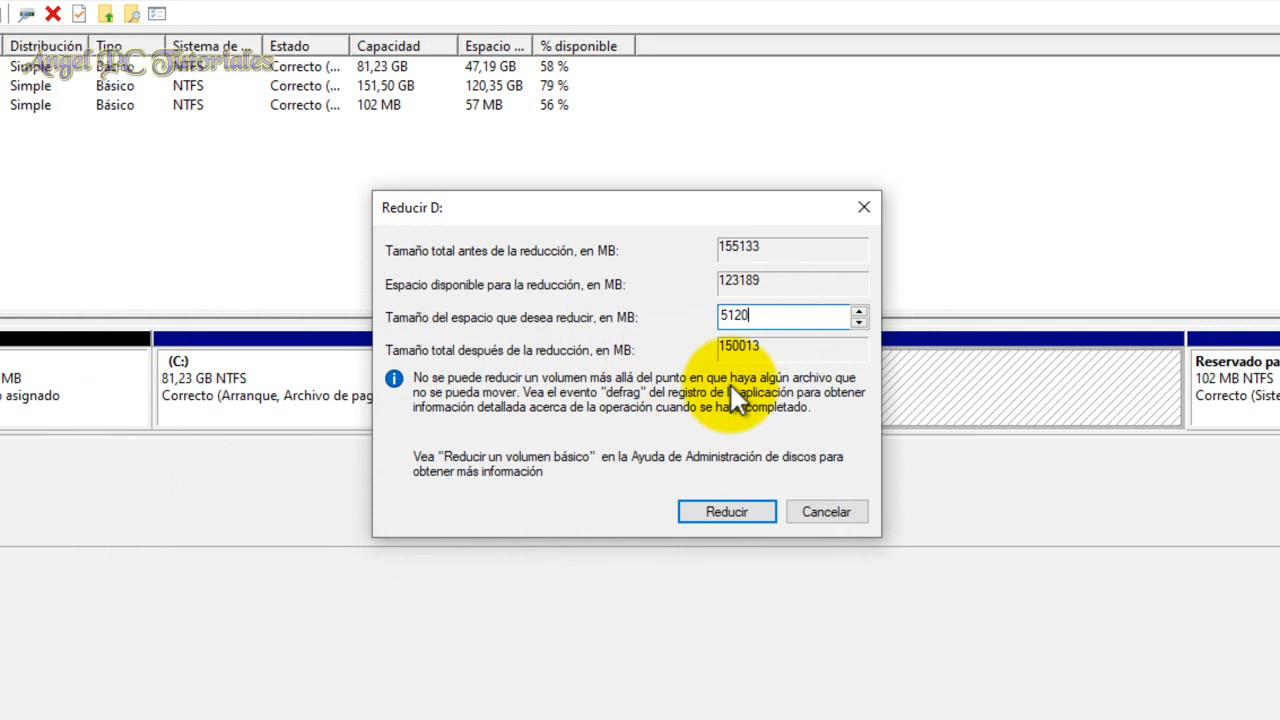 Distribución Tipo Sistema de ... Estado Capacidad Espacio ... % disponible
Angel PC Tutoriales
Simple Básico NTFS Correcto (... 81,23 GB 47,19 GB 58 %
Simple Básico NTFS Correcto (... 151,50 GB 120,35 GB 79 %
Simple Básico NTFS Correcto (... 102 MB 57 MB 56 %
Reducir D:
Tamaño total antes de la reducción, en MB: 155133
Espacio disponible para la reducción, en MB: 123189
Tamaño del espacio que desea reducir, en MB: 5120
Tamaño total después de la reducción, en MB: 150013
No se puede reducir un volumen más allá del punto en que haya algún archivo que
no se pueda mover. Vea el evento "defrag" del registro de la aplicación para obtener
información detallada acerca de la operación cuando se haya completado.
Vea "Reducir un volumen básico" en la Ayuda de Administración de discos para
obtener más información
Reducir Cancelar
MB
asignado
(C:)
81,23 GB NTFS
Correcto (Arranque, Archivo de pag
Reservado pa
102 MB NTFS
Correcto (Siste